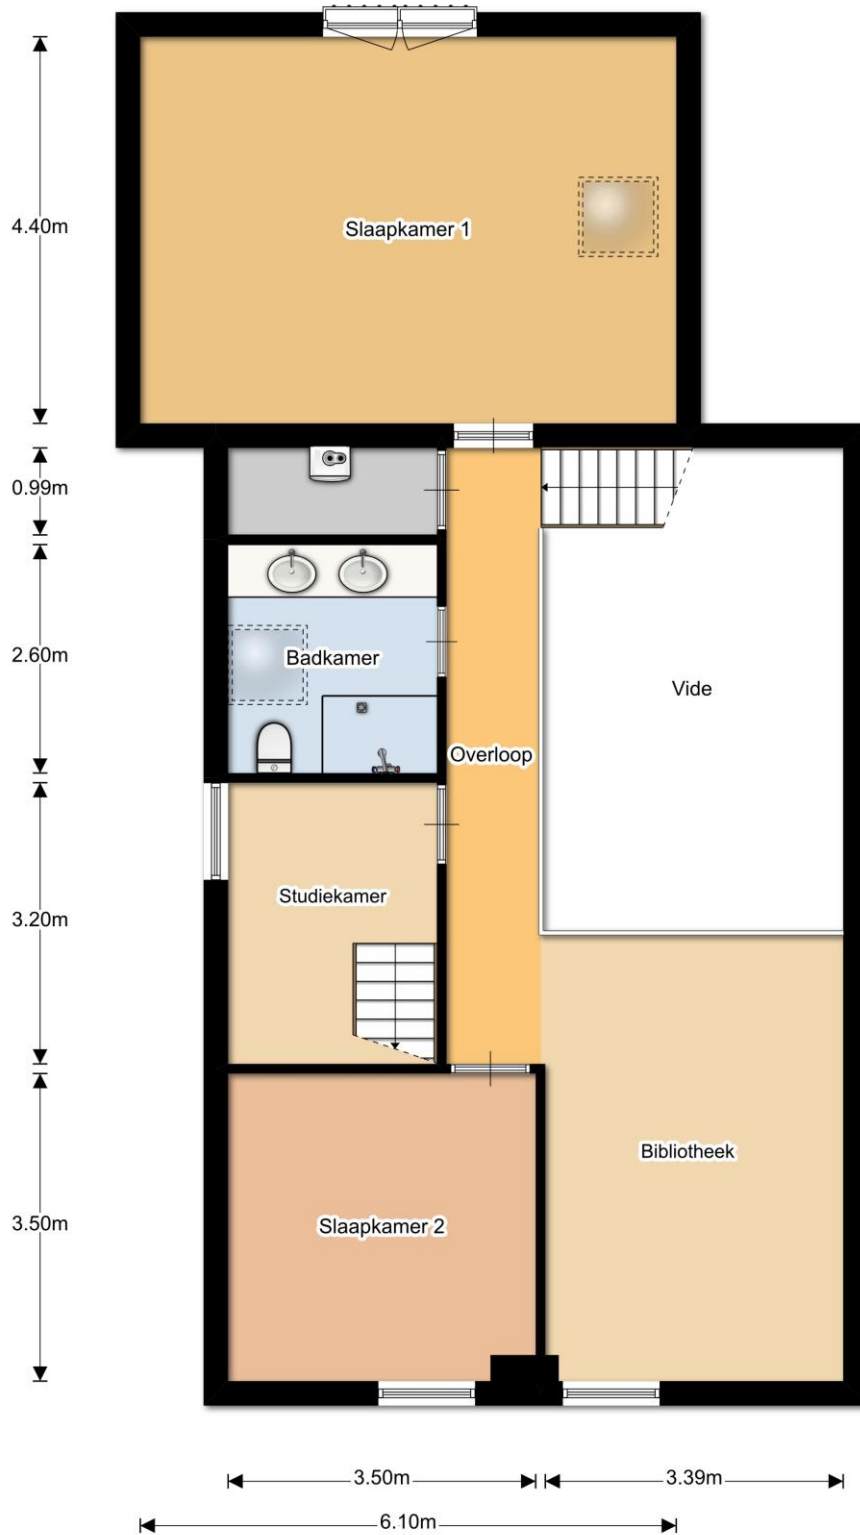 4.40m
Slaapkamer 1
0.99m
2.60m
Badkamer
Vide
Overloop
Studiekamer
3.20m
Bibliotheek
3.50m
Slaapkamer 2
3.50m
3.39m
6.10m